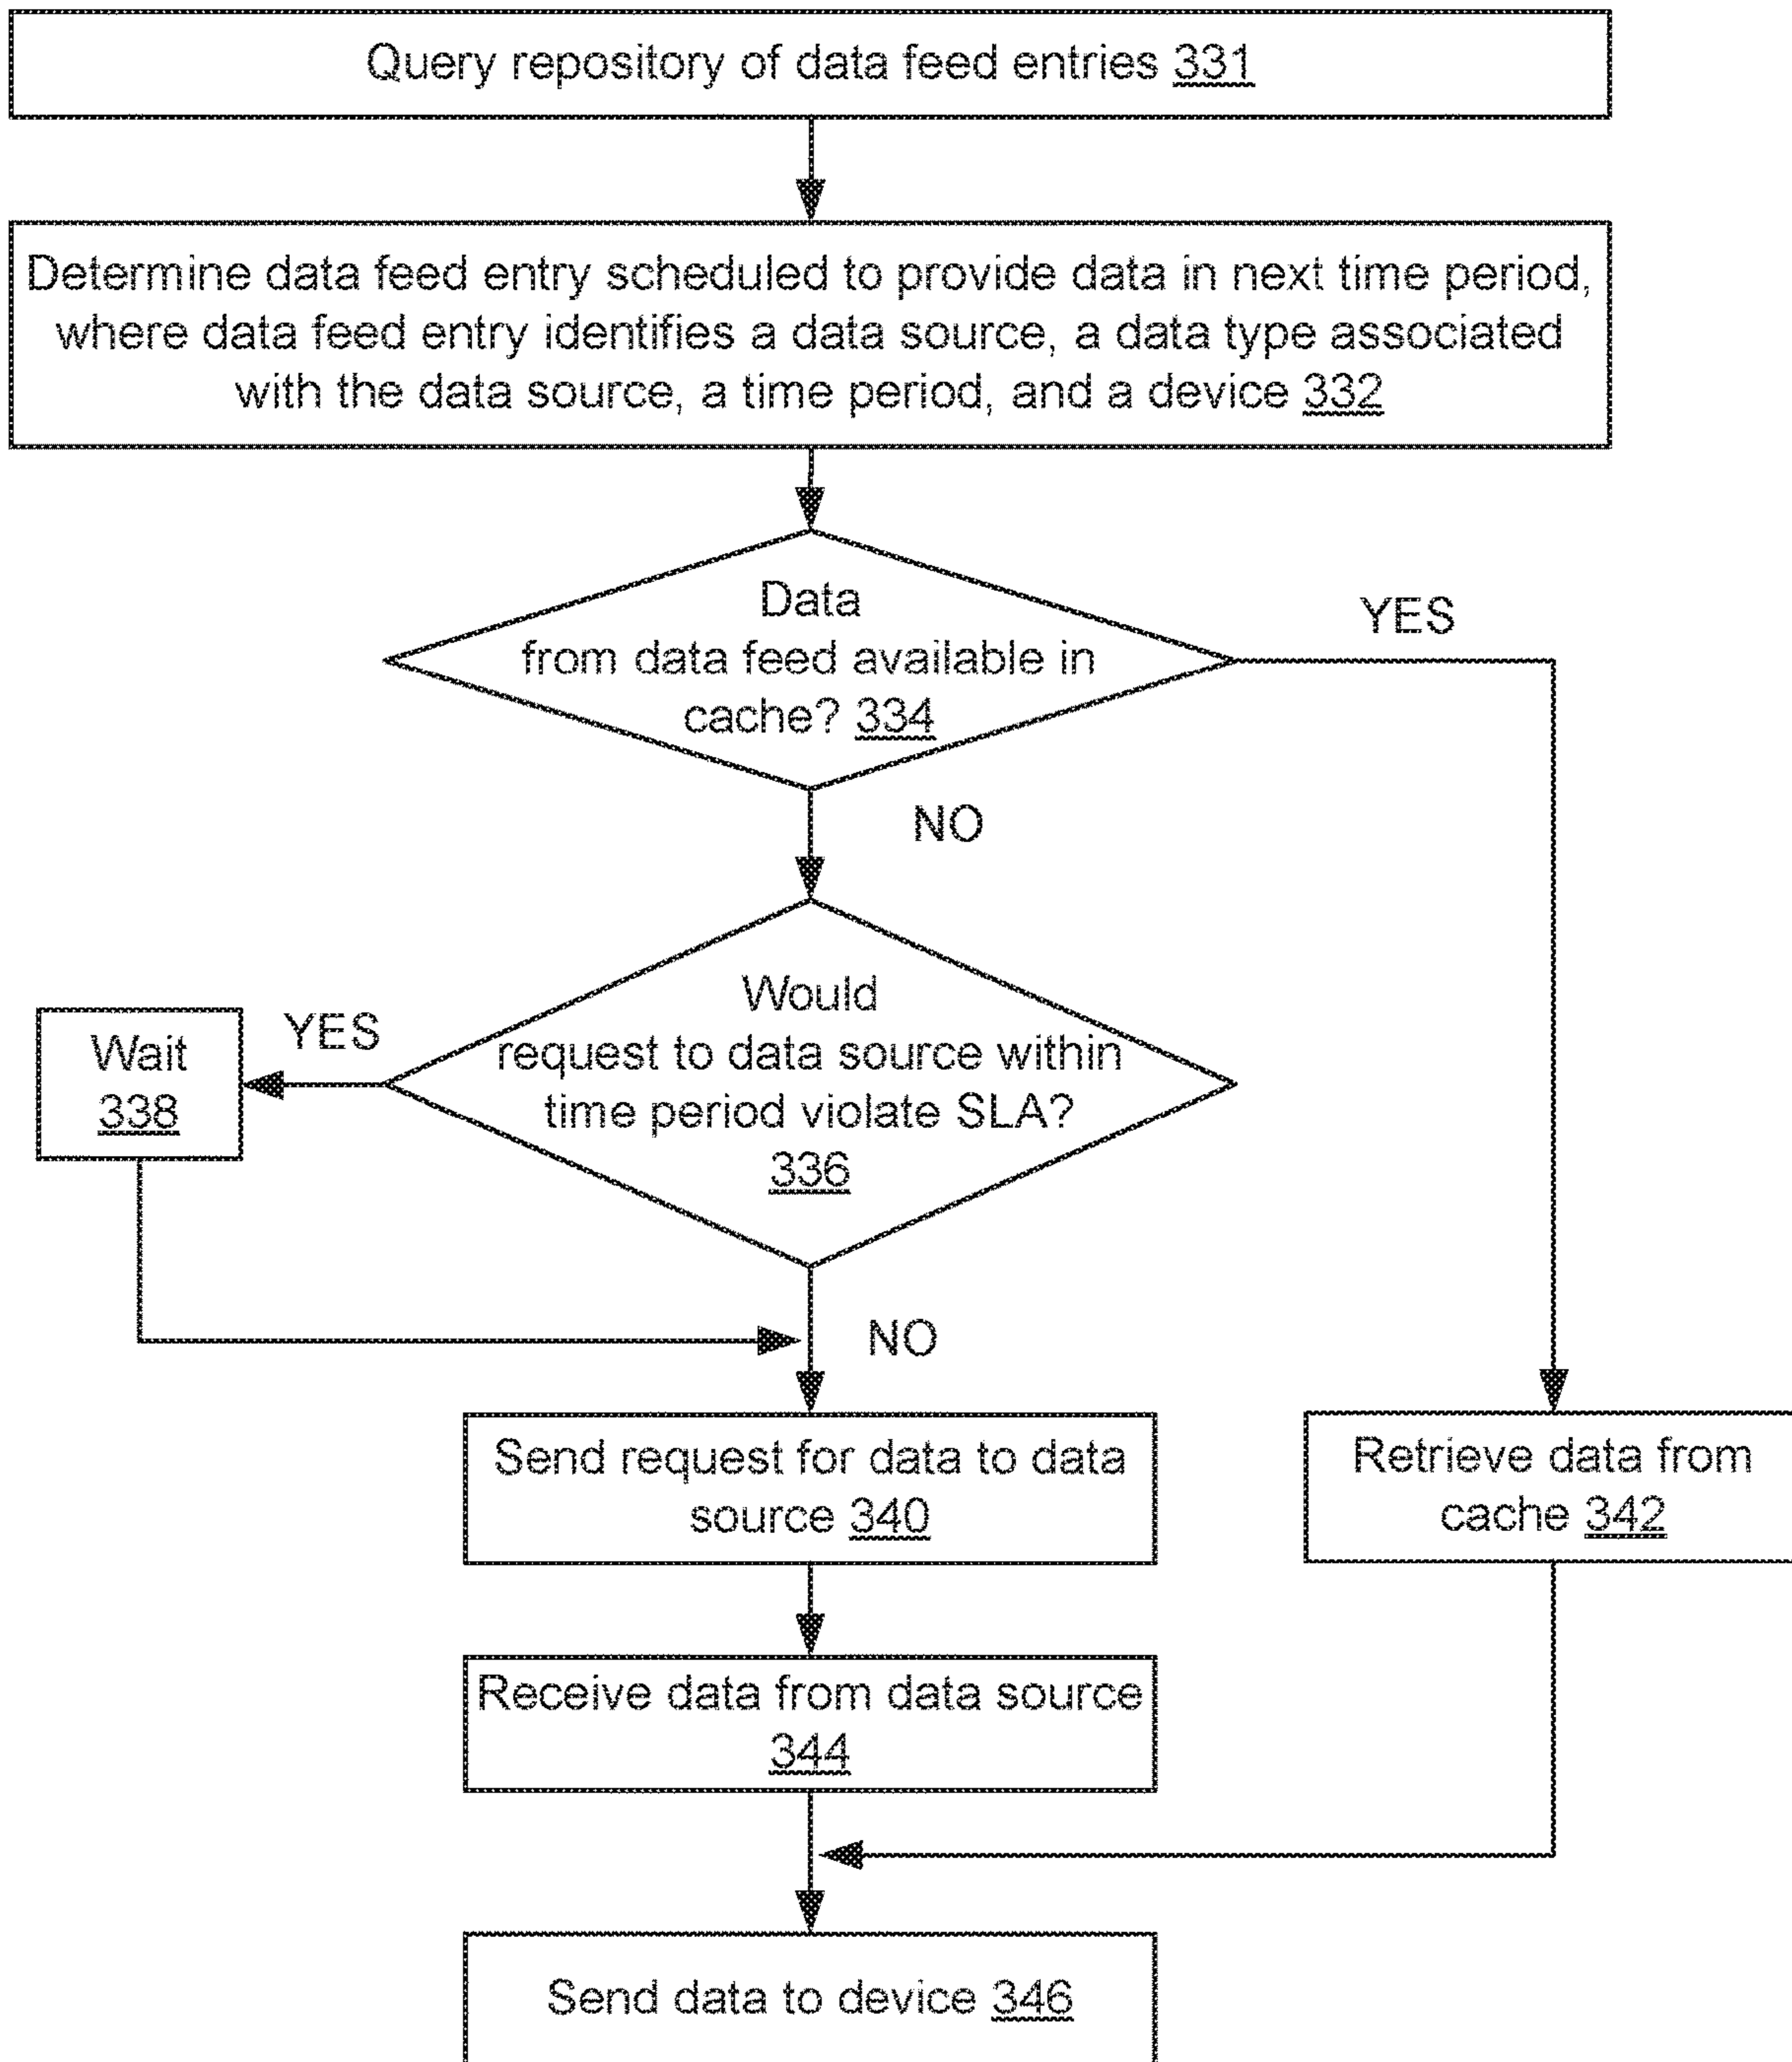 Query repository of data feed entries 331
Determine data feed entry scheduled to provide data in next time period,
where data feed entry identifies a data source, a data type associated
with the data source, a time period, and a device 332
Data
from data feed available in
cache? 334
YES
NO
Would
request to data source within
time period violate SLA?
336
YES
Wait
338
NO
Send request for data to data
source 340
Retrieve data from
cache 342
Receive data from data source
344
Send data to device 346